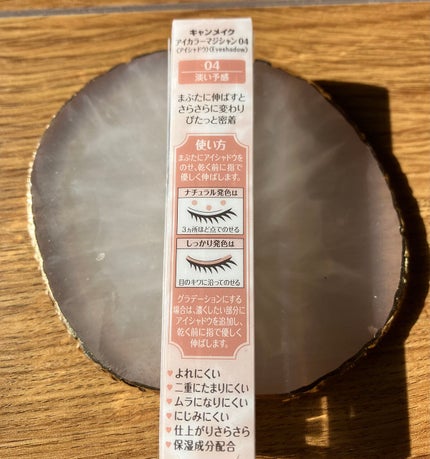 キャンメイク
アイカラーマジシャン 04
(アイシャドウ)(Eyeshadow)
04
淡い予感
まぶたに伸ばすと
さらさらに変わり
ぴたっと密着
使い方
まぶたにアイシャドウを
のせ、乾く前に指で
優しく伸ばします。
ナチュラル発色は
3ヵ所ほど点でのせる
しっかり発色は
目のキワに沿ってのせる
グラデーションにする
場合は、濃くしたい部分に
アイシャドウを追加し、
乾く前に指で優しく
伸ばします。
♥よれにくい
♥二重にたまりにくい
♥ムラになりにくい
♥にじみにくい
♥仕上がりさらさら
♥保湿成分配合